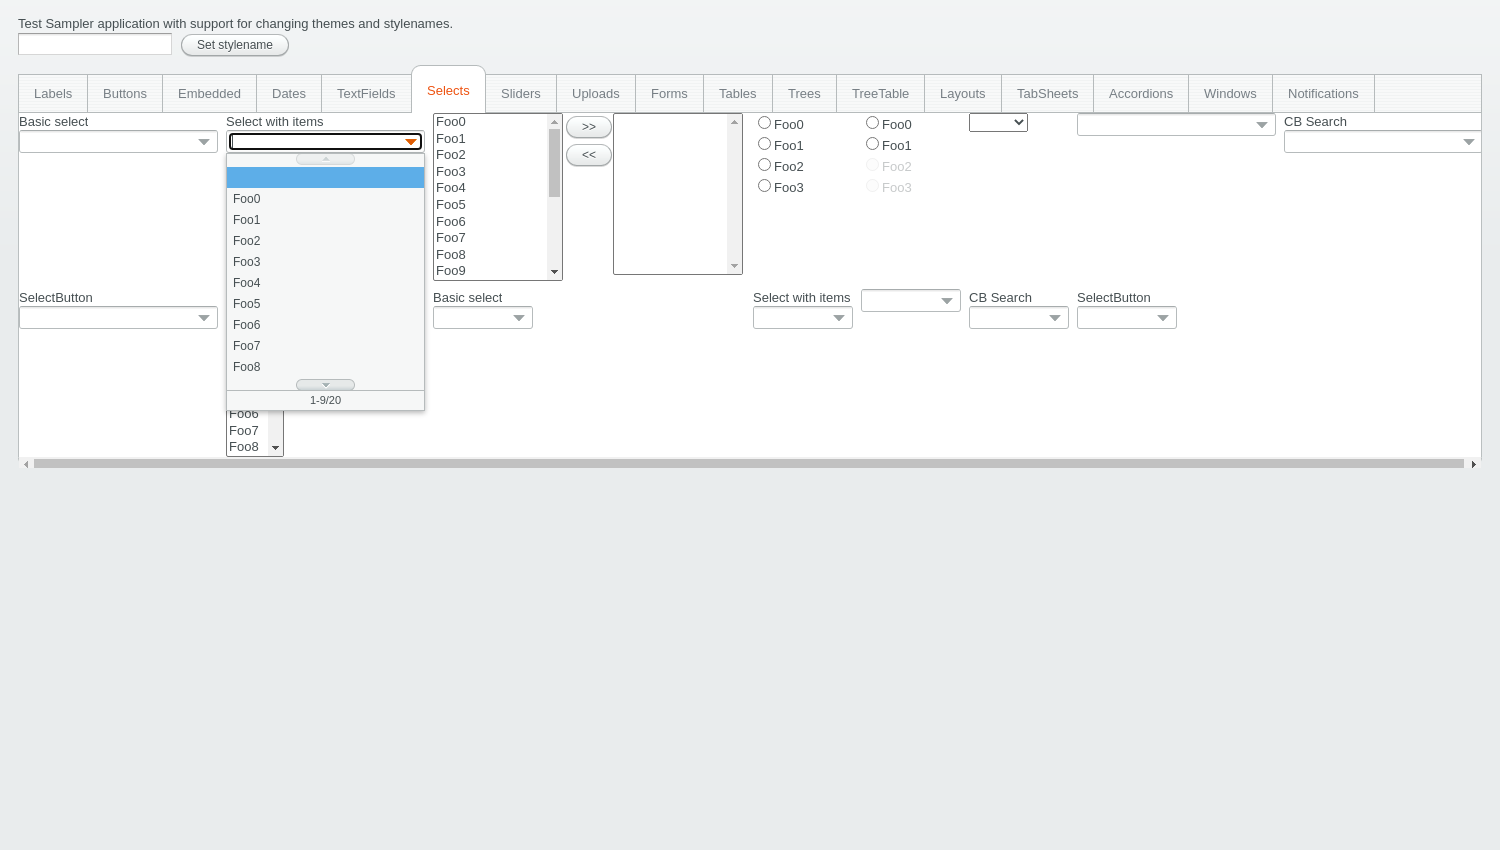 Test Sampler application with support for changing themes and stylenames.
Set stylename
Labels Buttons Embedded Dates TextFields Selects Sliders Uploads Forms Tables Trees TreeTable Layouts TabSheets Accordions Windows Notifications
Basic select
Select with items
Foo0
Foo1
Foo2
Foo3
Foo4
Foo5
Foo6
Foo7
Foo8
1-9/20
Foo0
Foo1
Foo2
Foo3
Foo4
Foo5
Foo6
Foo7
Foo8
Foo9
>>
<<
Foo0
Foo1
Foo2
Foo3
Foo0
Foo1
Foo2
Foo3
CB Search
SelectButton
Foo6
Foo7
Foo8
Basic select
Select with items
CB Search
SelectButton